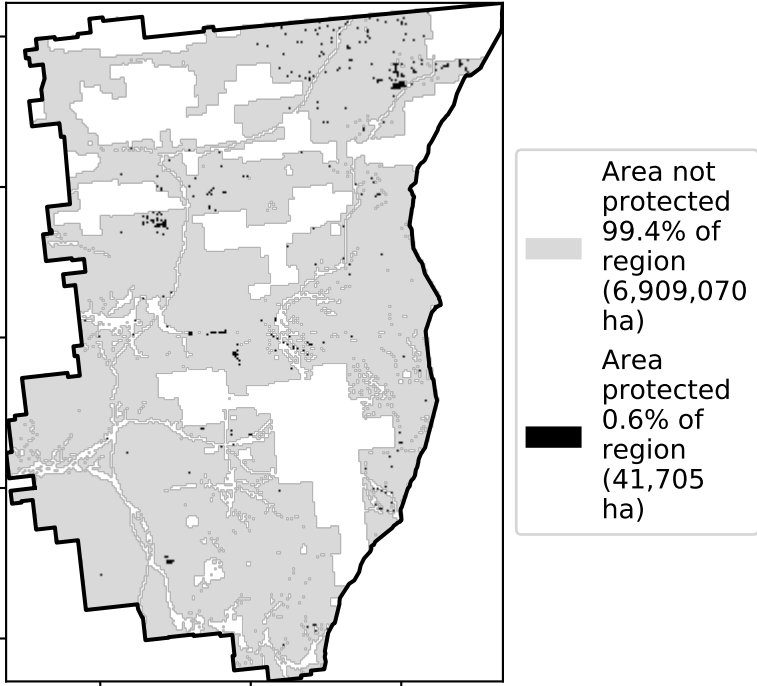 Area not
protected
99.4% of
region
(6,909,070
ha)
Area
protected
0.6% of
region
(41,705
ha)